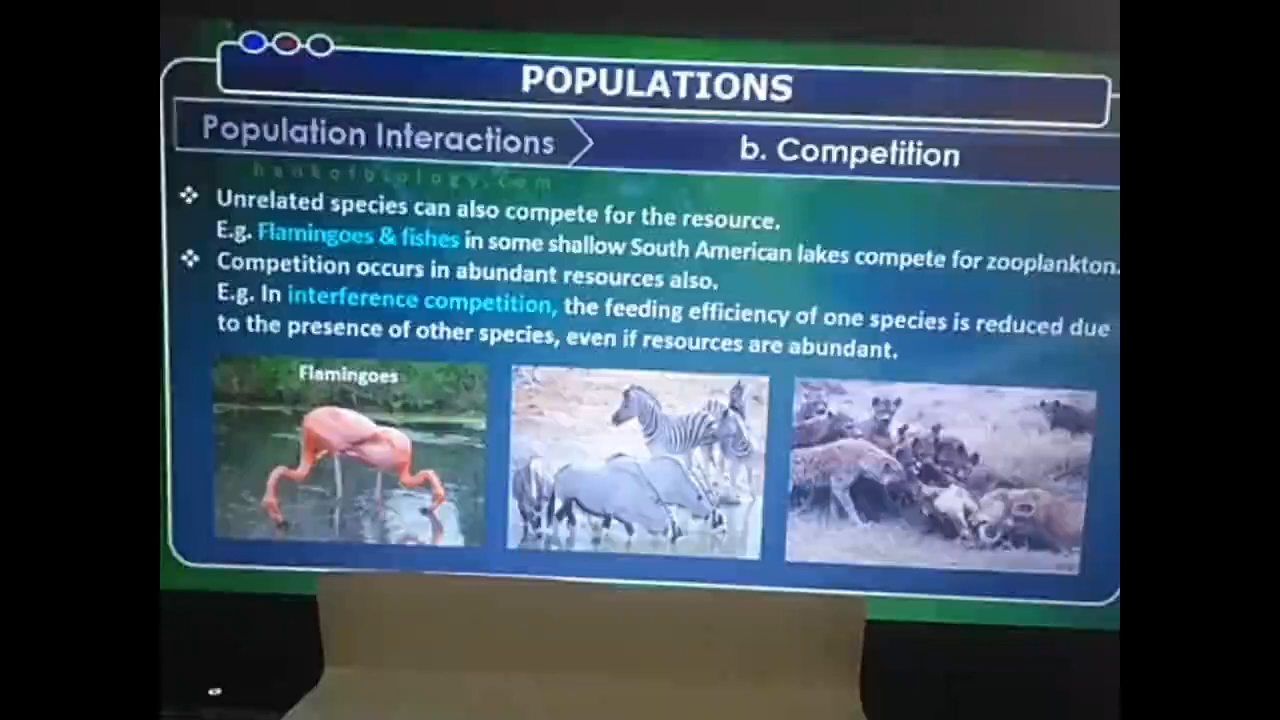 POPULATIONS
Population Interactions
b. Competition
bankofbiology.com
❖ Unrelated species can also compete for the resource.
E.g. Flamingoes & fishes in some shallow South American lakes compete for zooplankton.
❖ Competition occurs in abundant resources also.
E.g. In interference competition, the feeding efficiency of one species is reduced due
to the presence of other species, even if resources are abundant.
Flamingoes